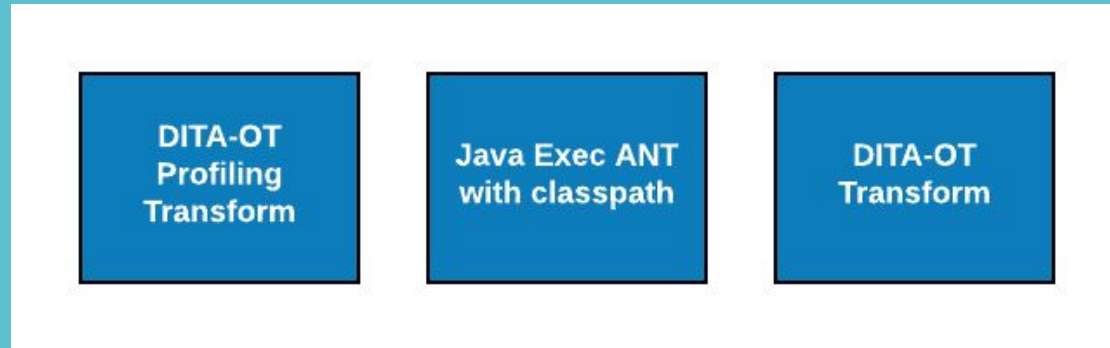 DITA-OT
Profiling
Transform
Java Exec ANT
with classpath
DITA-OT
Transform